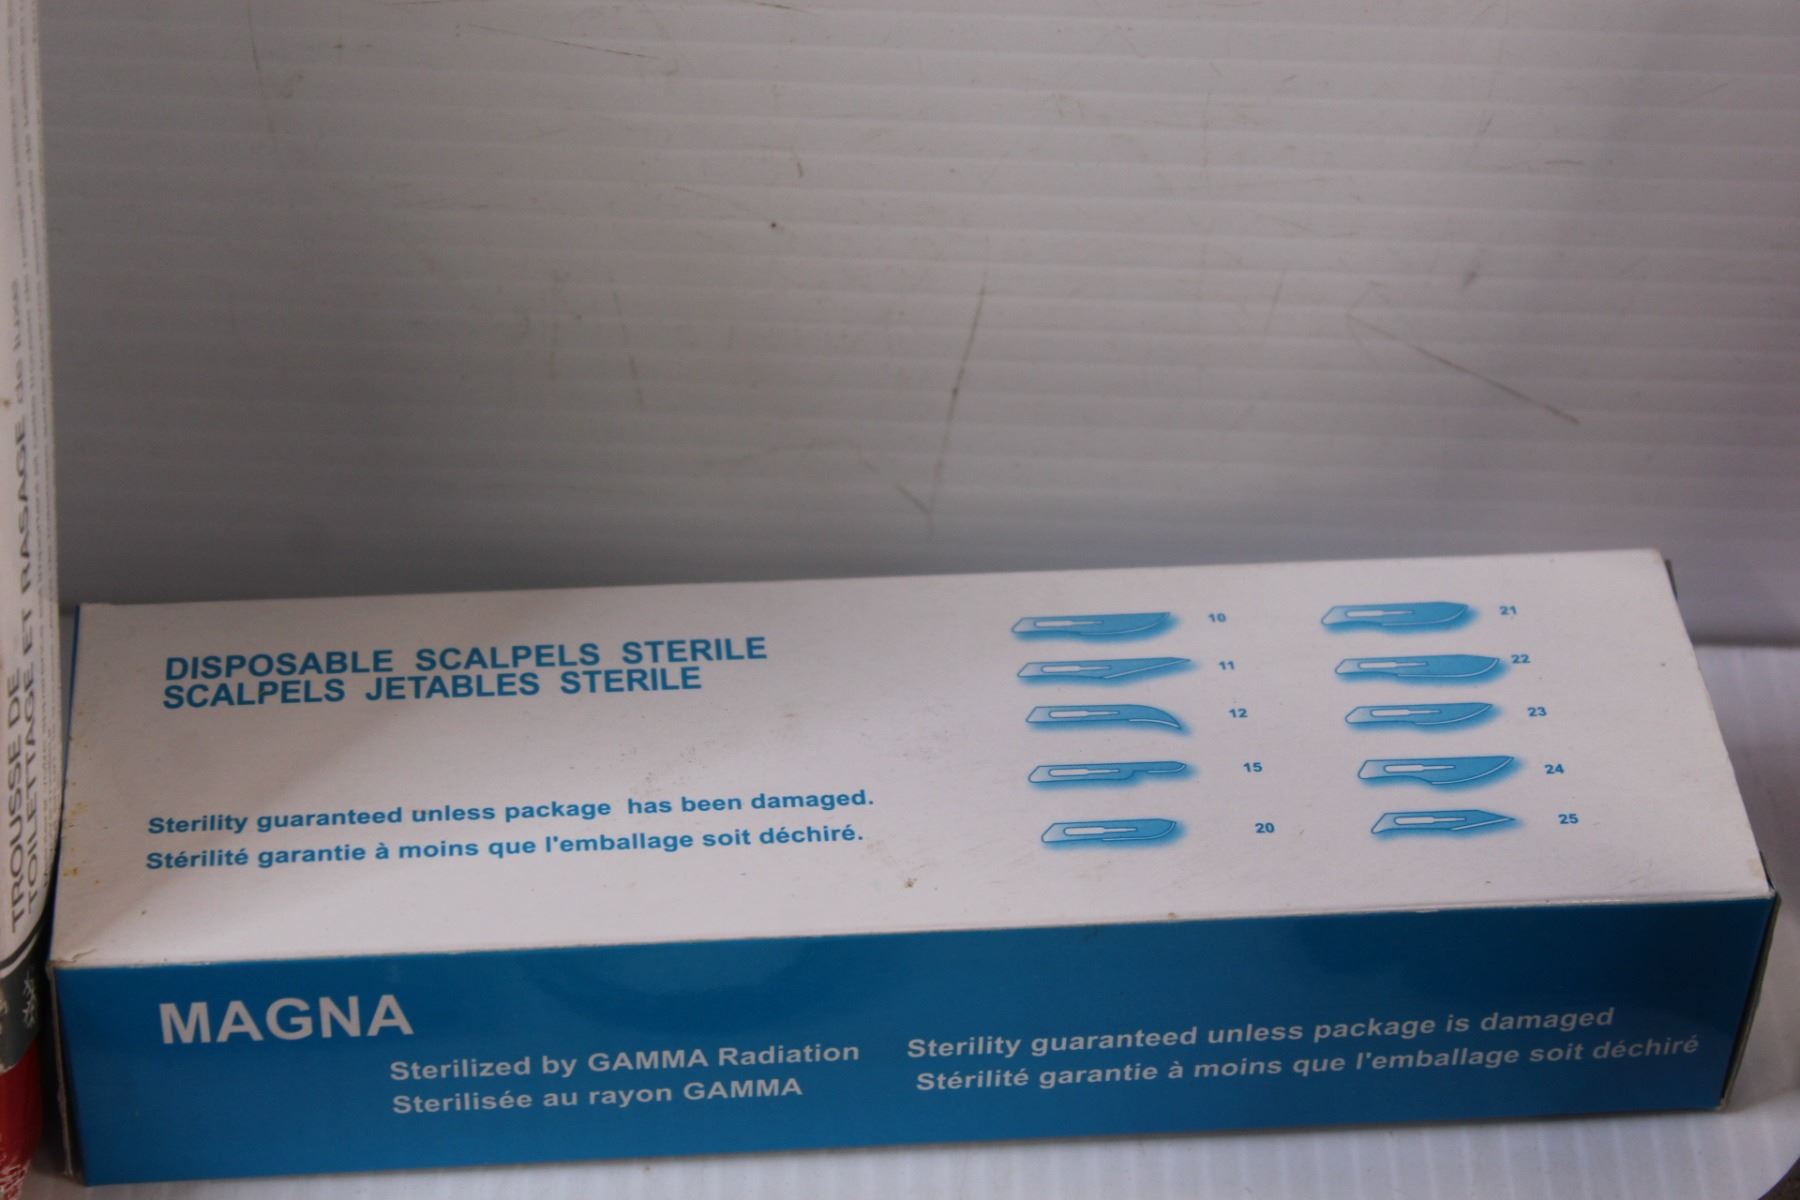 TROUSSE DE
TOILETTAGE ET RASAGE de luxe
DISPOSABLE SCALPELS STERILE
SCALPELS JETABLES STERILE
Sterility guaranteed unless package has been damaged.
Stérilité garantie à moins que l'emballage soit déchiré.
10
11
12
15
20
21
22
23
24
25
MAGNA
Sterilized by GAMMA Radiation
Sterilisée au rayon GAMMA
Sterility guaranteed unless package is damaged
Stérilité garantie à moins que l'emballage soit déchiré